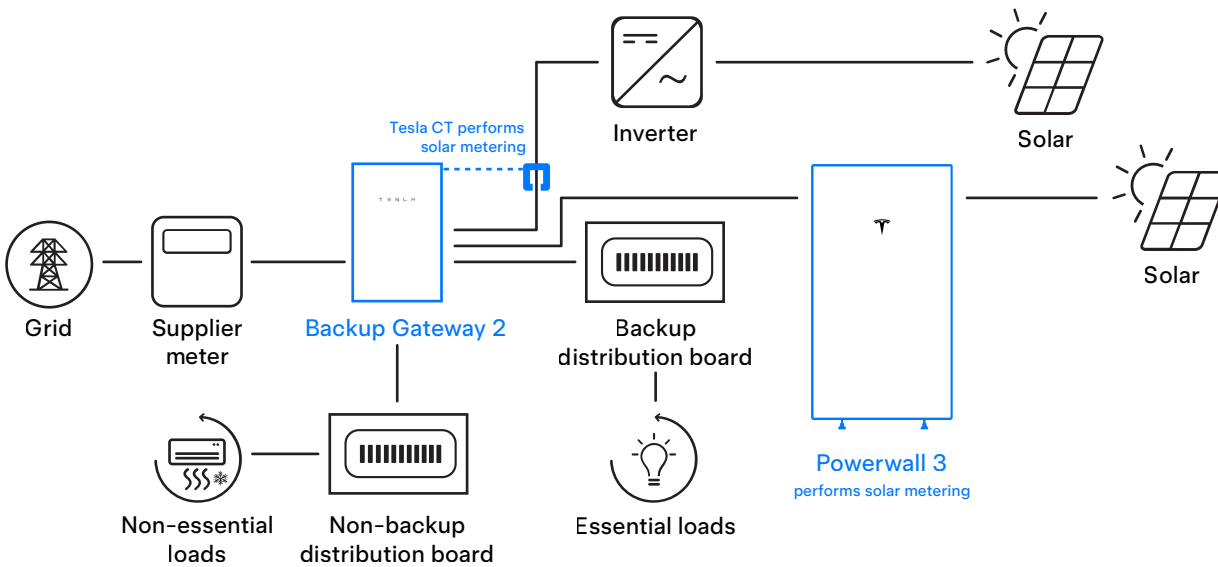 Tesla CT performs
solar metering
Inverter
Solar
TESLA
Solar
Grid
Supplier
meter
Backup Gateway 2
Backup
distribution board
Powerwall 3
performs solar metering
Non-essential
loads
Non-backup
distribution board
Essential loads